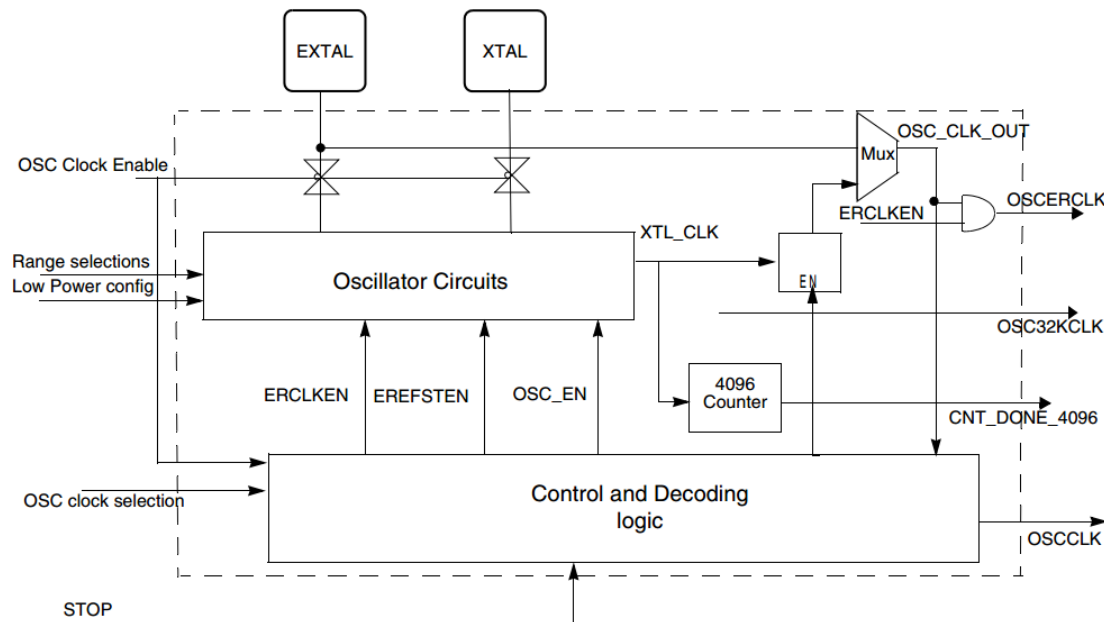 EXTAL
XTAL
OSC_CLK_OUT
Mux
OSC Clock Enable
ERCLKEN
OSCERCLK
XTL_CLK
Range selections
Oscillator Circuits
EN
Low Power config
OSC32KCLK
ERCLKEN
EREFSTEN
OSC_EN
4096
Counter
CNT_DONE_4096
OSC clock selection
Control and Decoding
logic
OSCCLK
STOP